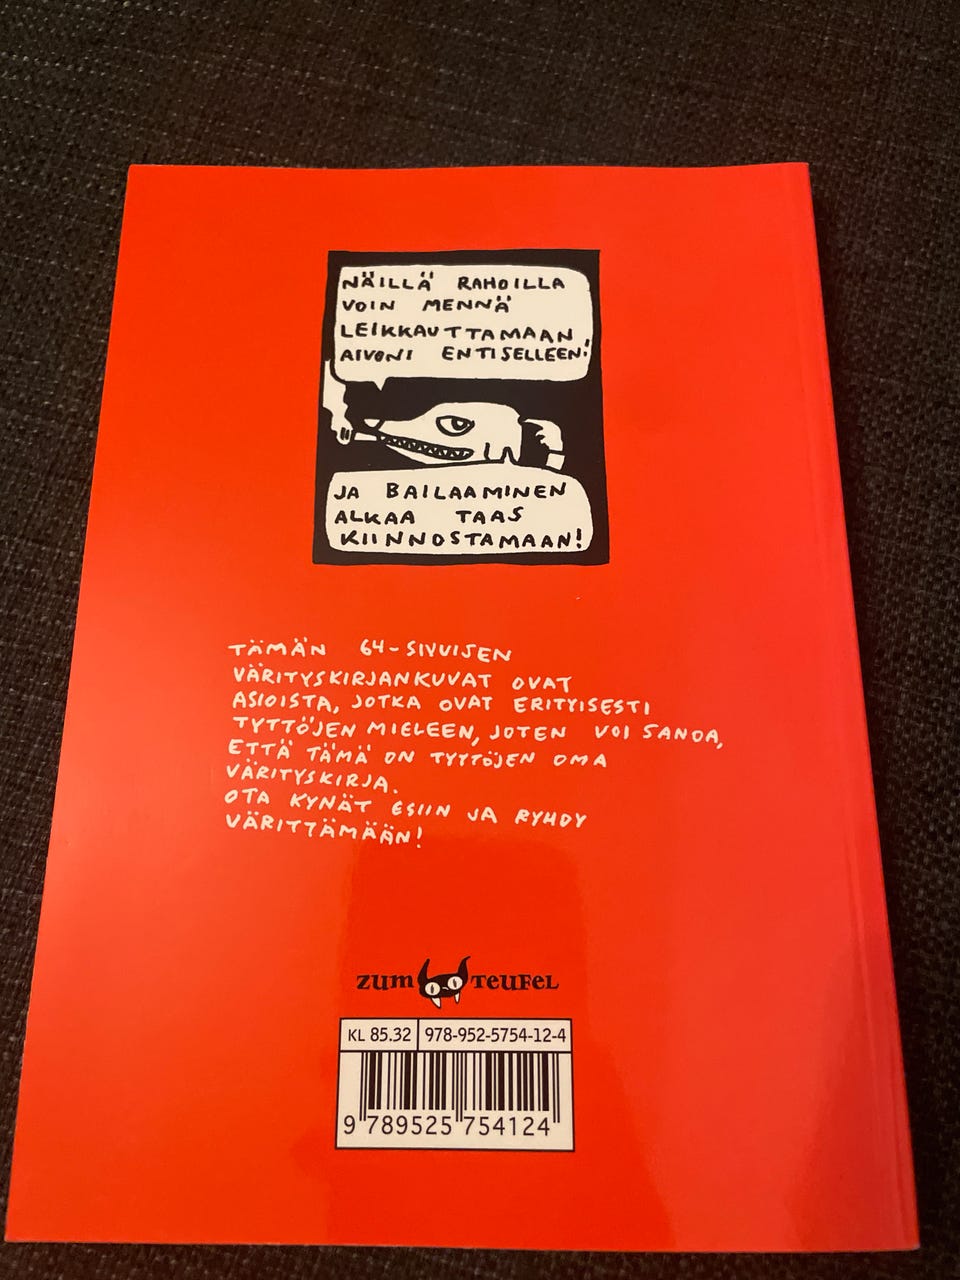 NÄILLÄ RAHOILLA
VOIN MENNÄ
LEIKKAUTTAMAAN
AIVONI ENTISELLEEN!
JA BAILAAMINEN
ALKAA TAAS
KIINNOSTAMAAN!
TÄMÄN 64-SIVUISEN
VÄRITYSKIRJANKUVAT OVAT
ASIOISTA, JOTKA OVAT ERITYISESTI
TYTTÖJEN MIELEEN, JOTEN VOI SANOA,
ETTÄ TÄMÄ ON TYTTÖJEN OMA
VÄRITYSKIRJA.
OTA KYNÄT ESIIN JA RYHDY
VÄRITTÄMÄÄN!
ZUM TEUFEL
KL 85.32 978-952-5754-12-4
9 789525 754124